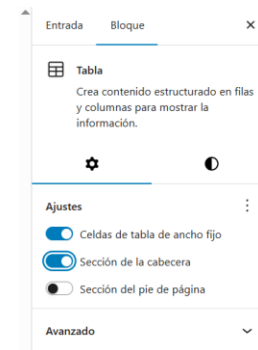 Entrada Bloque
Tabla
Crea contenido estructurado en filas
y columnas para mostrar la
información.
Ajustes
Celdas de tabla de ancho fijo
Sección de la cabecera
Sección del pie de página
Avanzado